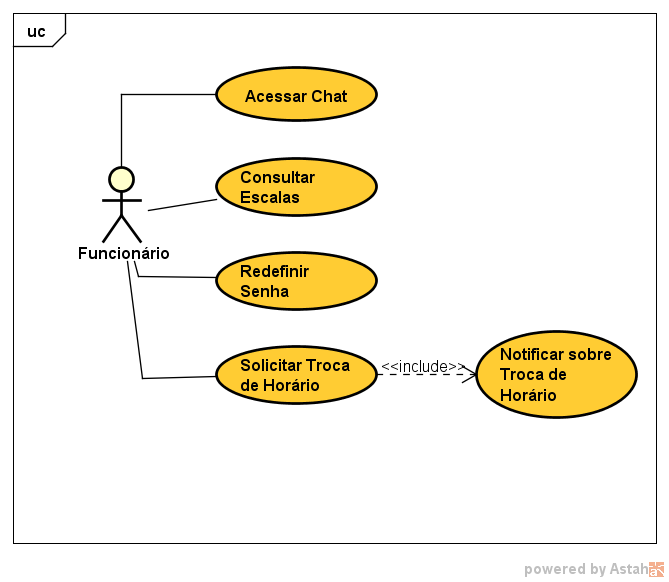 uc
Acessar Chat
Consultar
Escalas
Funcionário
Redefinir
Senha
Solicitar Troca
de Horário
<<include>>
Notificar sobre
Troca de
Horário
powered by Astah